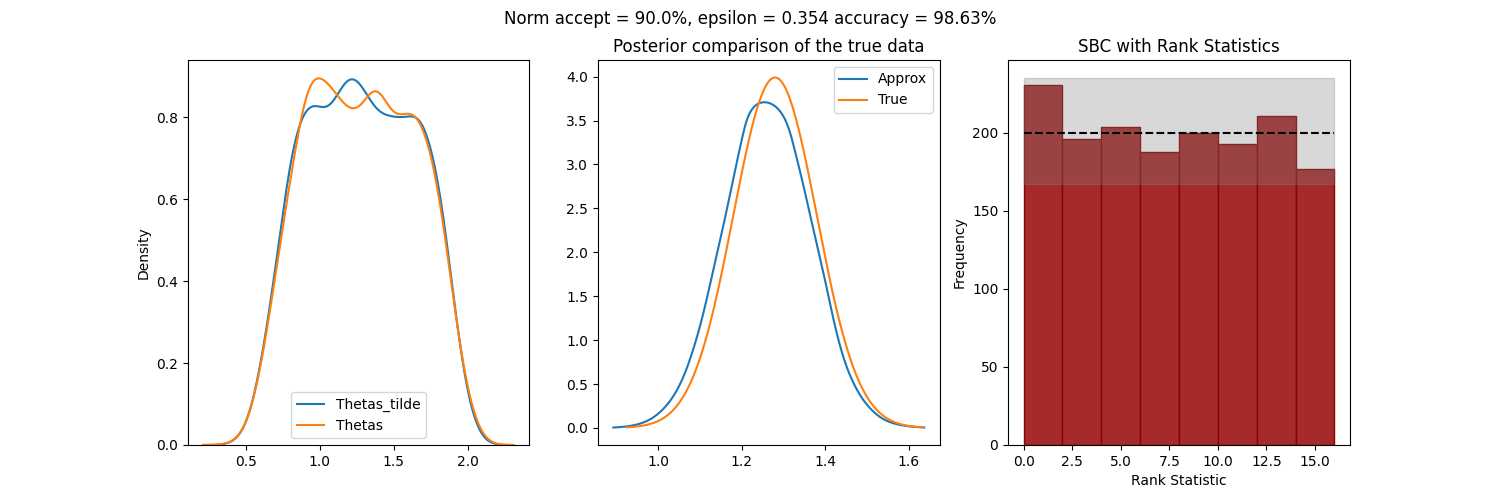 Norm accept = 90.0%, epsilon = 0.354 accuracy = 98.63%
Density
0.8
0.6
0.4
0.2
0.0
0.5 1.0 1.5 2.0
Thetas_tilde
Thetas
Posterior comparison of the true data
4.0
3.5
3.0
2.5
2.0
1.5
1.0
0.5
0.0
1.0 1.2 1.4 1.6
Approx
True
SBC with Rank Statistics
Frequency
200
150
100
50
0
0.0 2.5 5.0 7.5 10.0 12.5 15.0
Rank Statistic